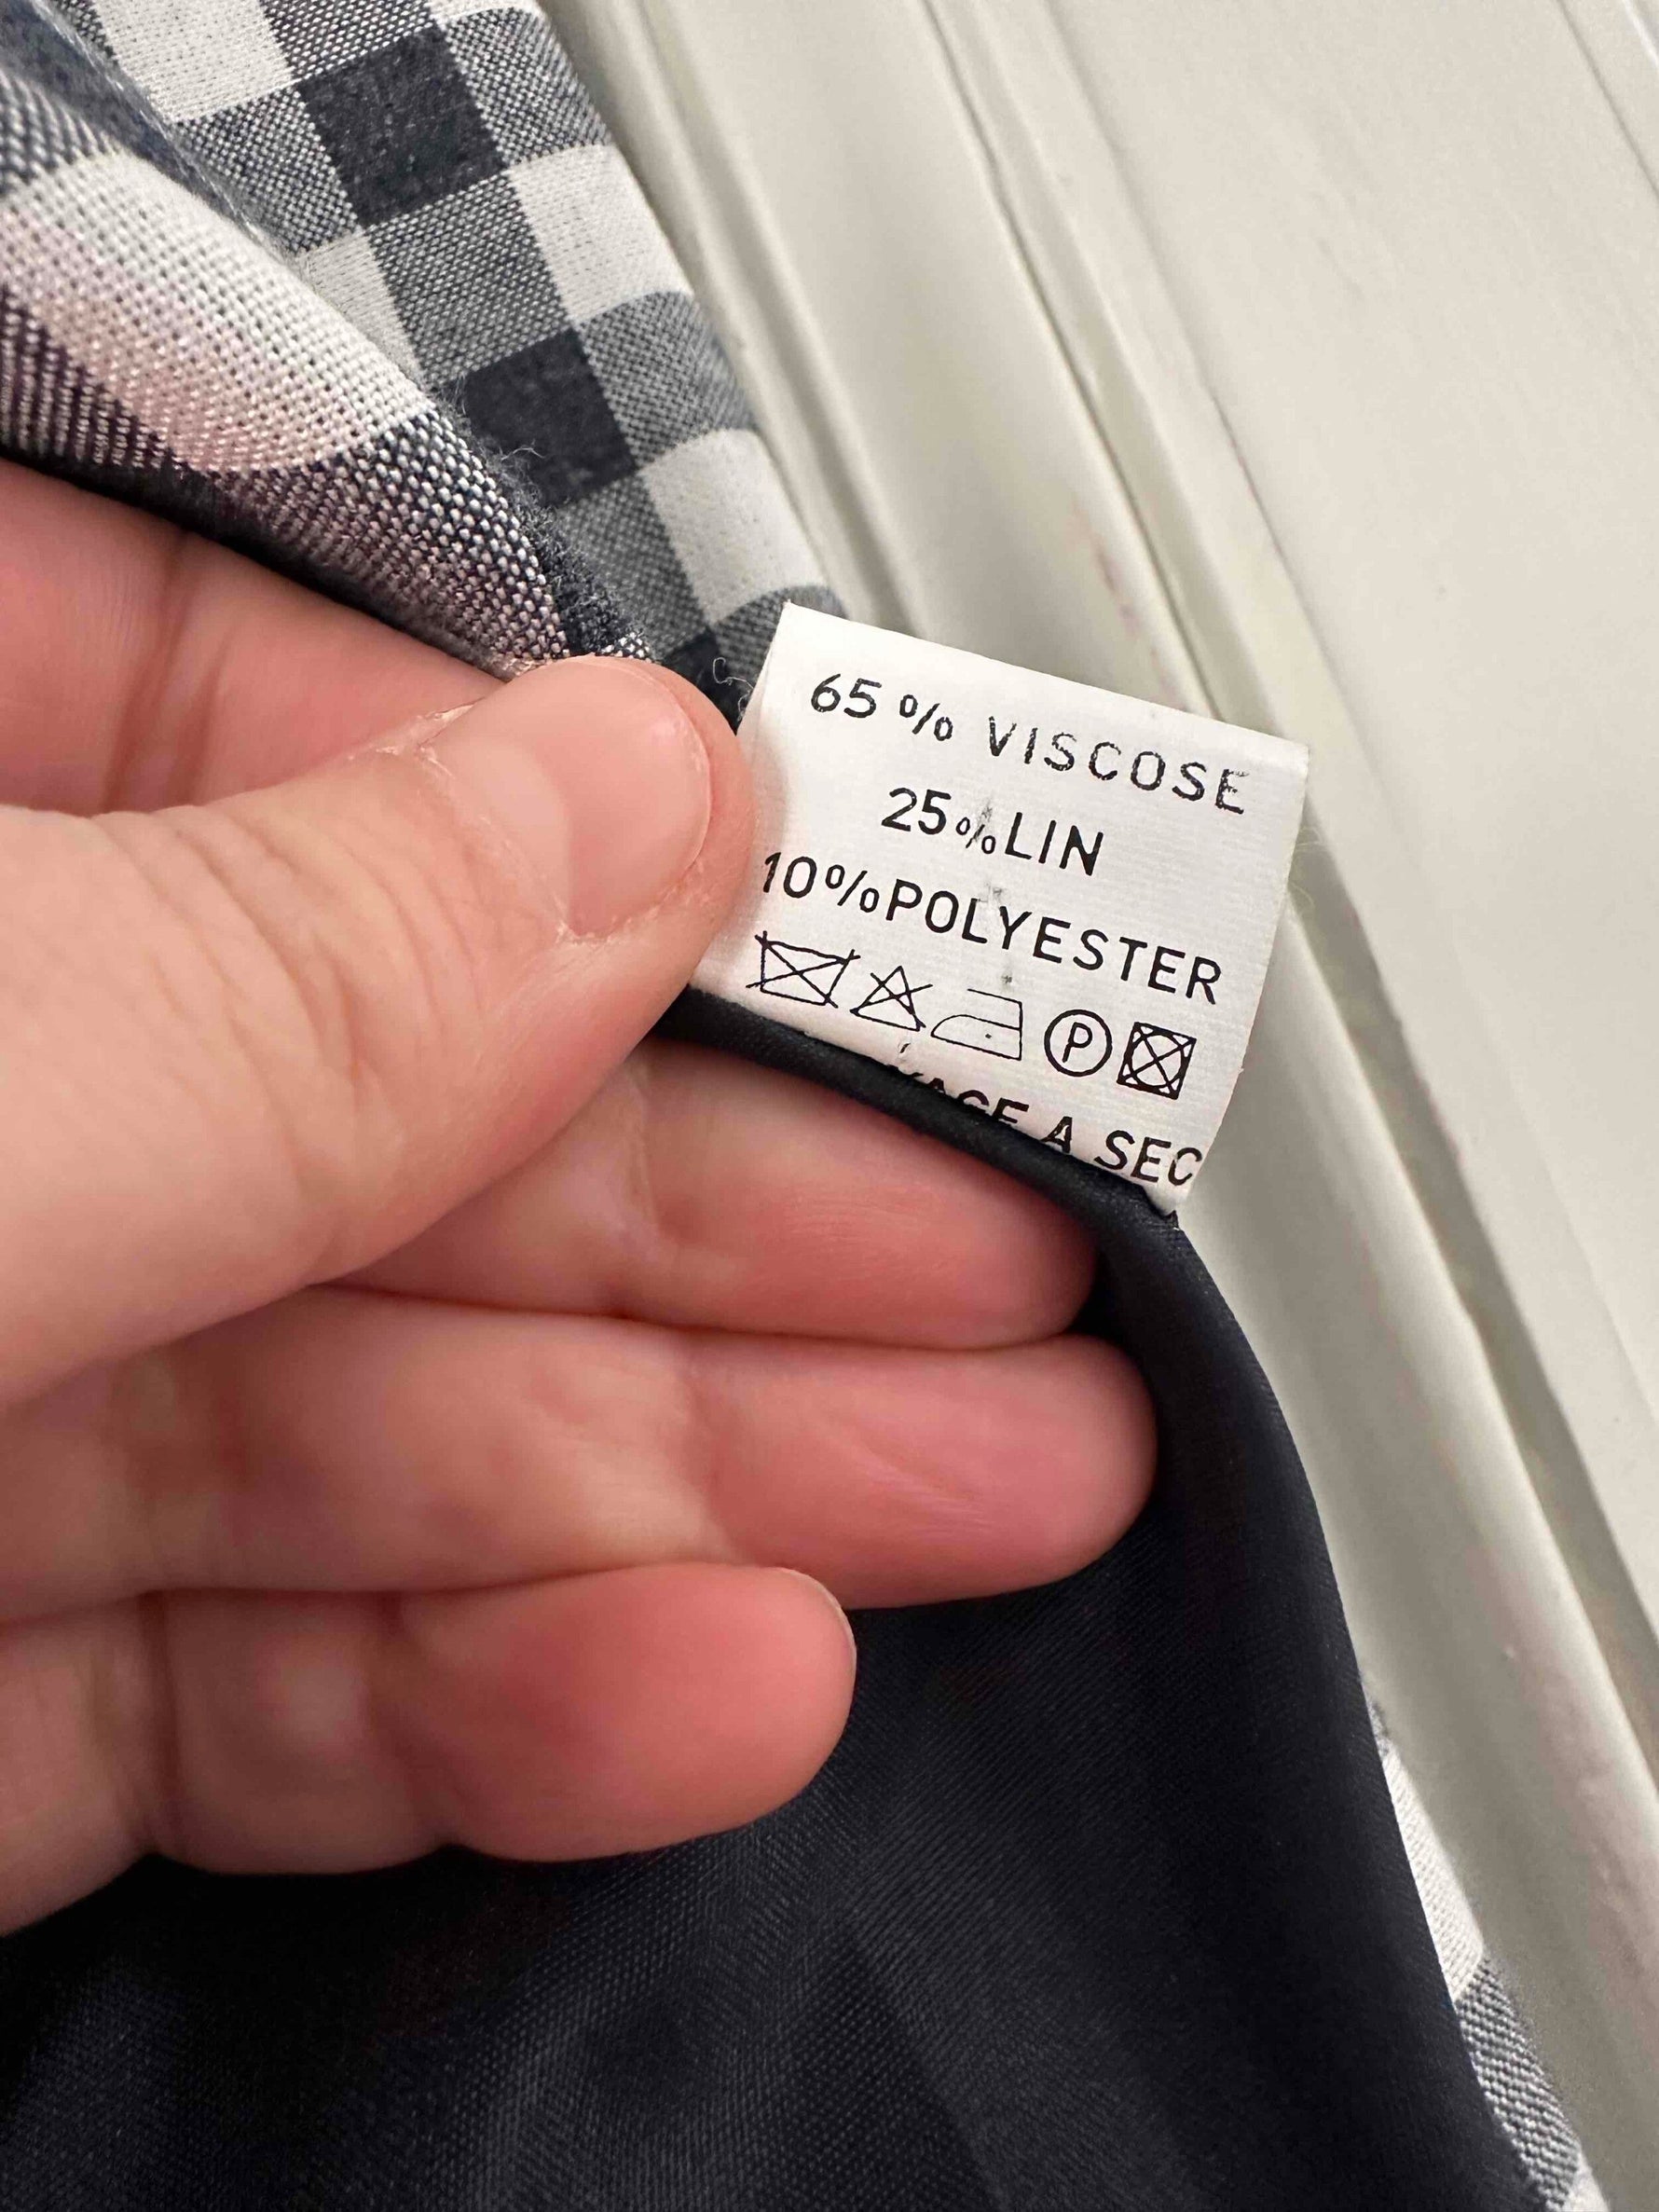 65% VISCOSE
25% LIN
10% POLYESTER
P
A SEC